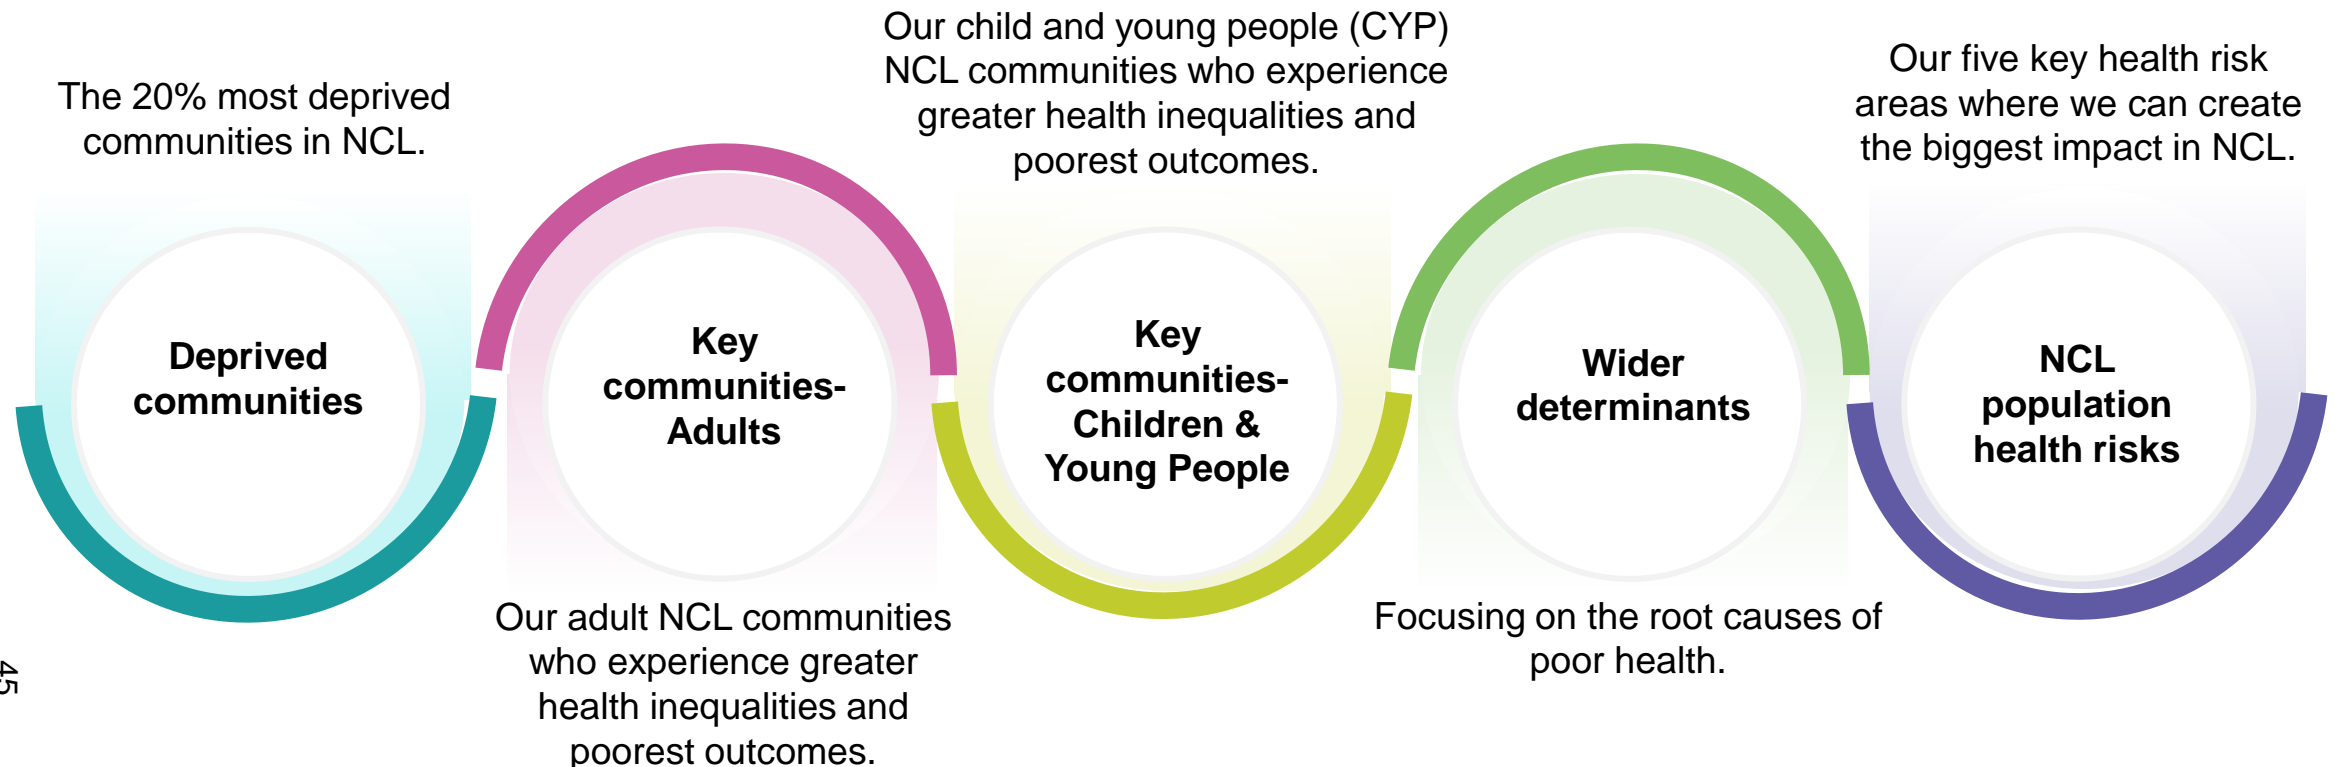 The 20% most deprived
communities in NCL.
Deprived
communities
Key
communities-
Adults
Our adult NCL communities
who experience greater
health inequalities and
poorest outcomes.
Our child and young people (CYP)
NCL communities who experience
greater health inequalities and
poorest outcomes.
Key
communities-
Children &
Young People
Wider
determinants
Focusing on the root causes of
poor health.
Our five key health risk
areas where we can create
the biggest impact in NCL.
NCL
population
health risks
45